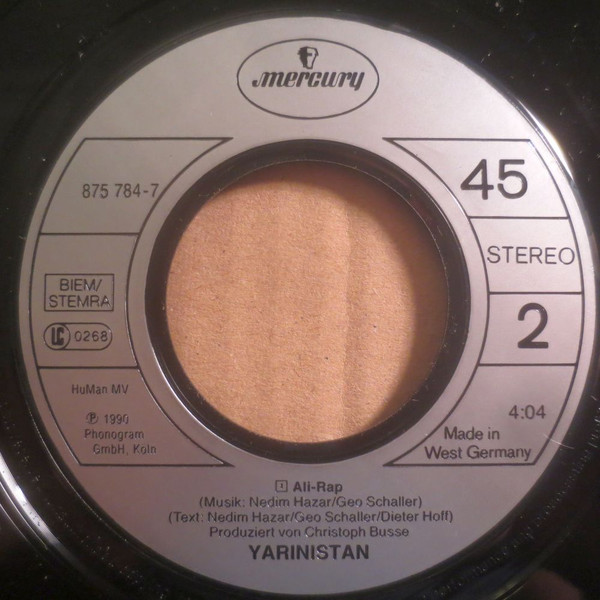 mercury
875 784-7
45
STEREO
BIEM/
STEMRA
LC 0268
2
HuMan MV
℗ 1990
Phonogram
GmbH, Köln
4:04
Made in
West Germany
1 Ali-Rap
(Musik: Nedim Hazar/Geo Schaller)
(Text: Nedim Hazar/Geo Schaller/Dieter Hoff)
Produziert von Christoph Busse
YARINISTAN